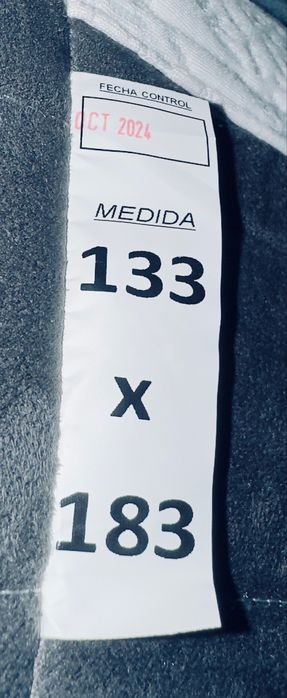 FECHA CONTROL
OCT 2024
MEDIDA
133
X
183